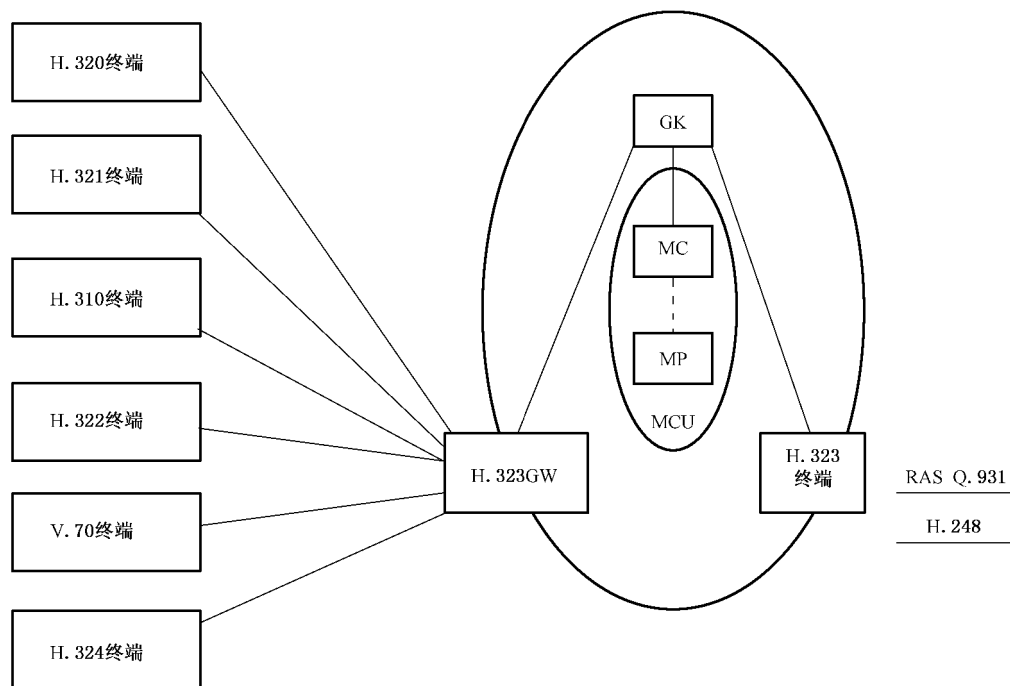 H.320终端
H.321终端
H.310终端
H.322终端
V.70终端
H.324终端
GK
MC
MP
MCU
H.323GW
H.323
终端
RAS Q.931
H.248